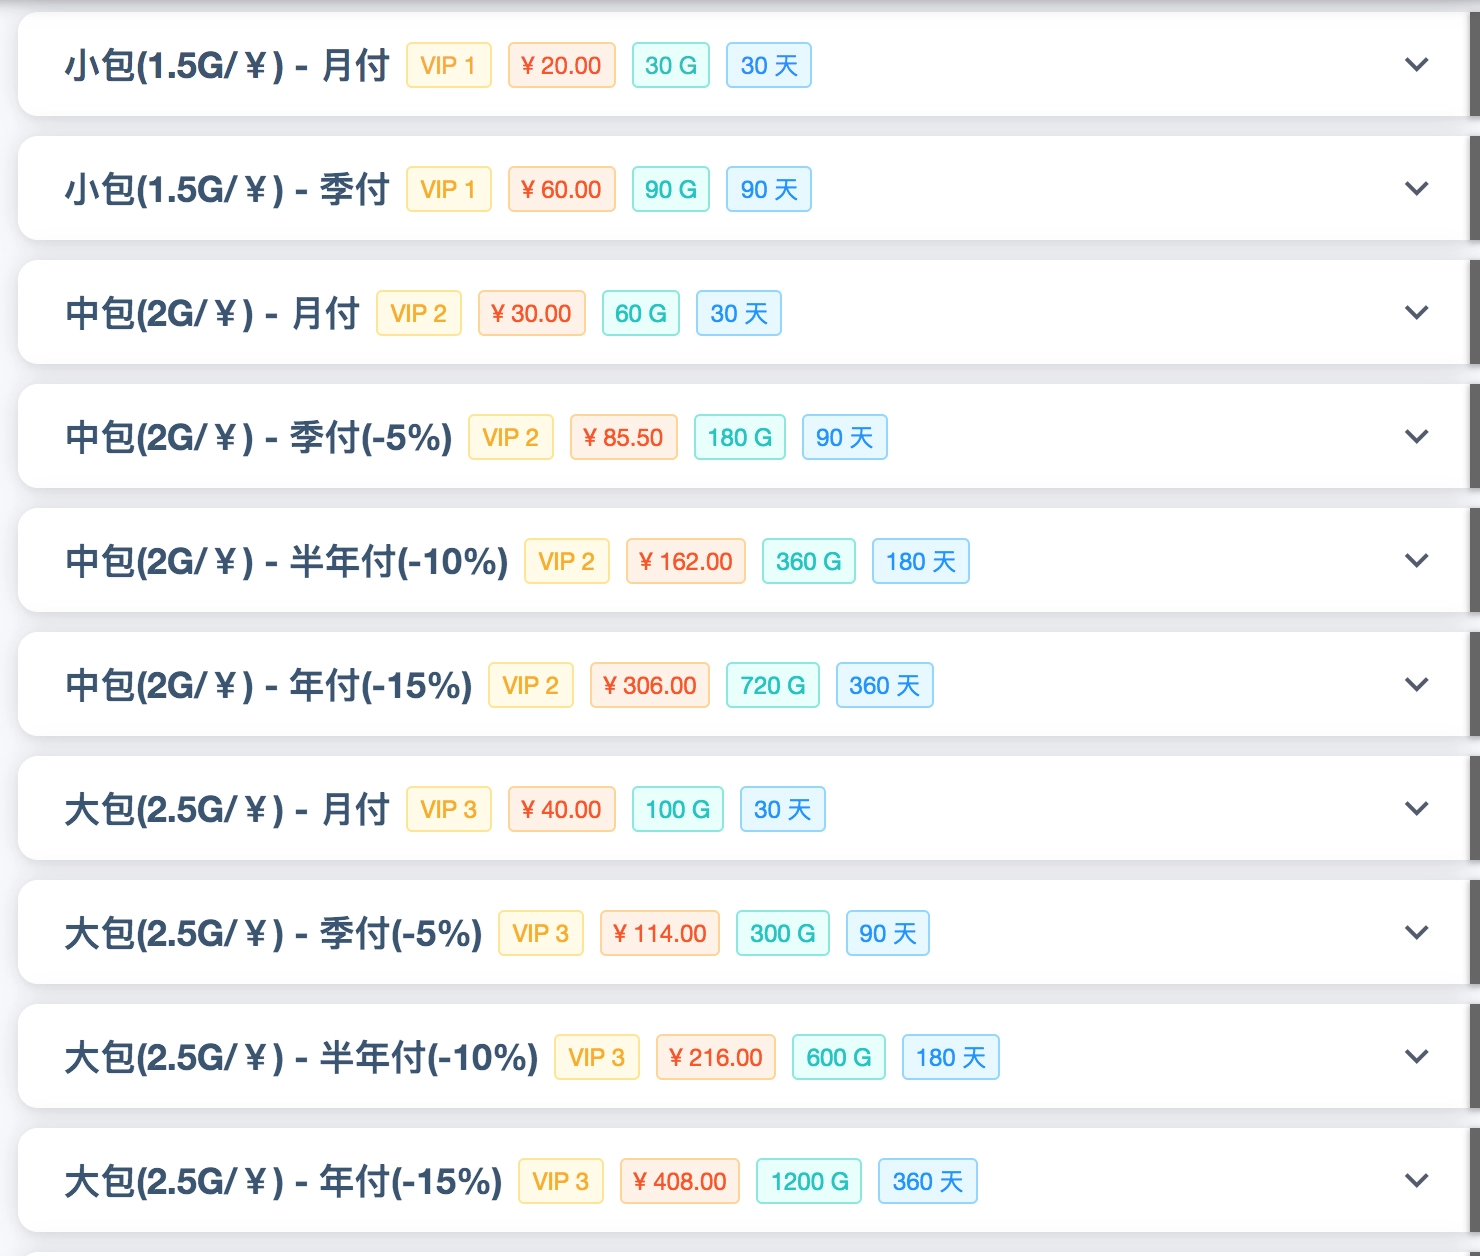 小包(1.5G/￥) - 月付 VIP 1 ¥ 20.00 30 G 30 天
小包(1.5G/￥) - 季付 VIP 1 ¥ 60.00 90 G 90 天
中包(2G/￥) - 月付 VIP 2 ¥ 30.00 60 G 30 天
中包(2G/￥) - 季付(-5%) VIP 2 ¥ 85.50 180 G 90 天
中包(2G/￥) - 半年付(-10%) VIP 2 ¥ 162.00 360 G 180 天
中包(2G/￥) - 年付(-15%) VIP 2 ¥ 306.00 720 G 360 天
大包(2.5G/￥) - 月付 VIP 3 ¥ 40.00 100 G 30 天
大包(2.5G/￥) - 季付(-5%) VIP 3 ¥ 114.00 300 G 90 天
大包(2.5G/￥) - 半年付(-10%) VIP 3 ¥ 216.00 600 G 180 天
大包(2.5G/￥) - 年付(-15%) VIP 3 ¥ 408.00 1200 G 360 天